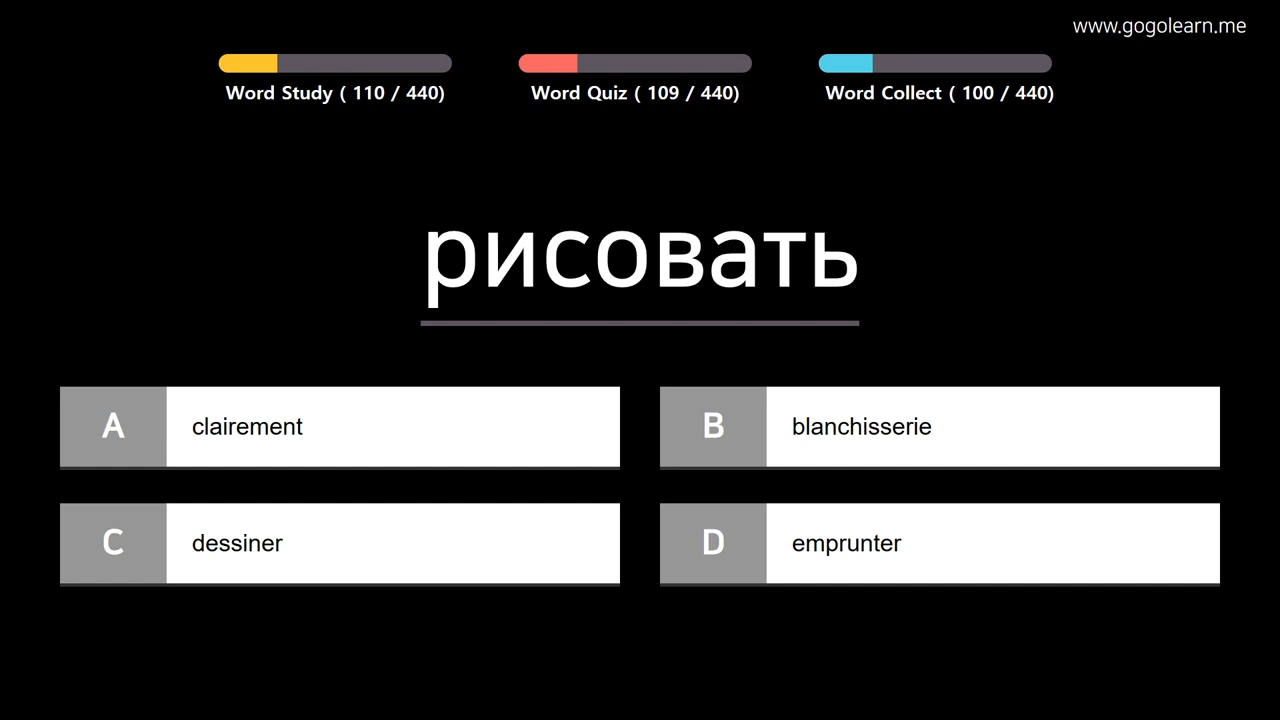 www.gogolearn.me
Word Study ( 110 / 440)
Word Quiz ( 109 / 440)
Word Collect ( 100 / 440)
рисовать
A clairement
B blanchisserie
C dessiner
D emprunter